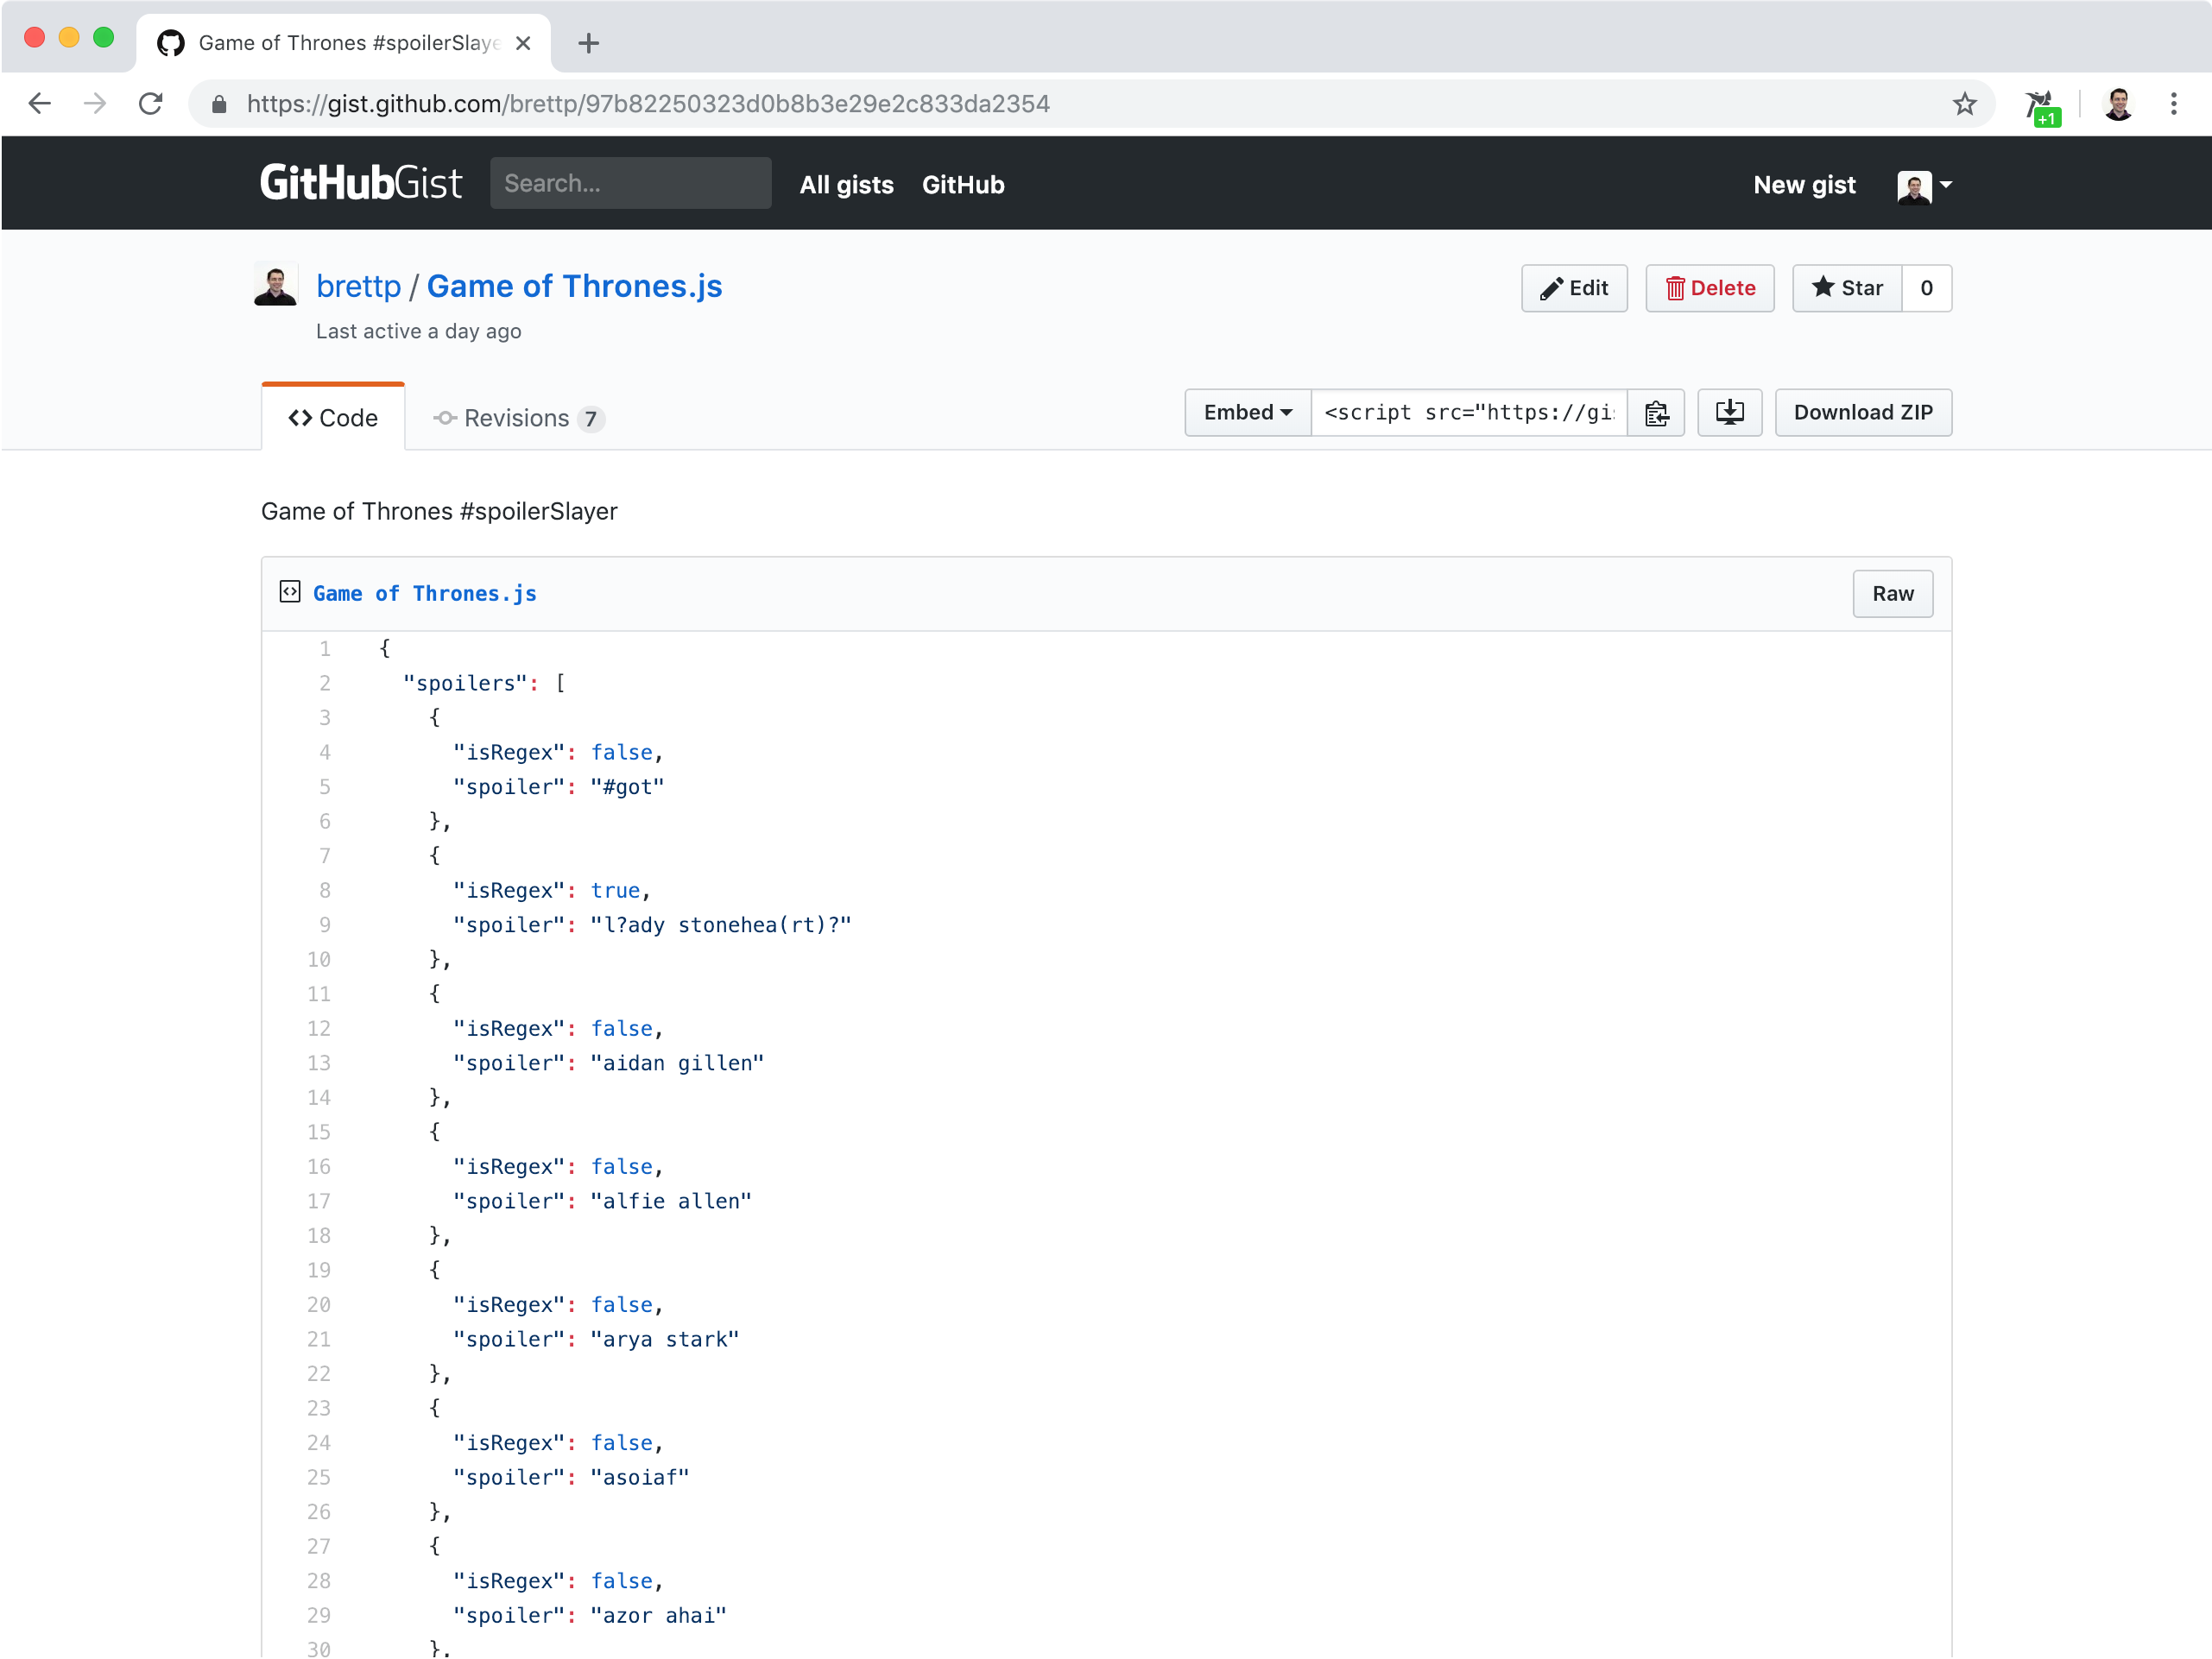 Game of Thrones #spoilerSlaye
https://gist.github.com/brettp/97b82250323d0b8b3e29e2c833da2354
+1
GitHubGist Search... All gists GitHub New gist
brettp / Game of Thrones.js Edit Delete Star 0
Last active a day ago
Code Revisions 7 Embed <script src="https://gi Download ZIP
Game of Thrones #spoilerSlayer
Game of Thrones.js Raw
1 {
2 "spoilers": [
3 {
4 "isRegex": false,
5 "spoiler": "#got"
6 },
7 {
8 "isRegex": true,
9 "spoiler": "l?ady stonehea(rt)?"
10 },
11 {
12 "isRegex": false,
13 "spoiler": "aidan gillen"
14 },
15 {
16 "isRegex": false,
17 "spoiler": "alfie allen"
18 },
19 {
20 "isRegex": false,
21 "spoiler": "arya stark"
22 },
23 {
24 "isRegex": false,
25 "spoiler": "asoiaf"
26 },
27 {
28 "isRegex": false,
29 "spoiler": "azor ahai"
30 },